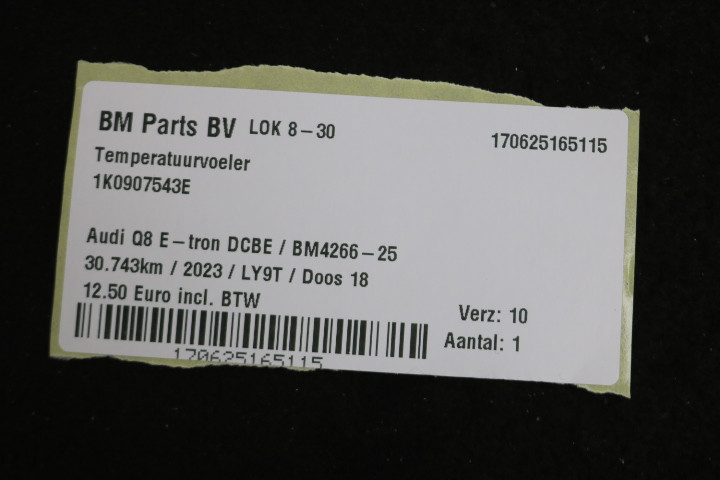 BM Parts BV LOK 8-30
170625165115
Temperatuurvoeler
1K0907543E
Audi Q8 E-tron DCBE / BM4266-25
30.743km / 2023 / LY9T / Doos 18
12.50 Euro incl. BTW
Verz: 10
Aantal: 1
170625165115